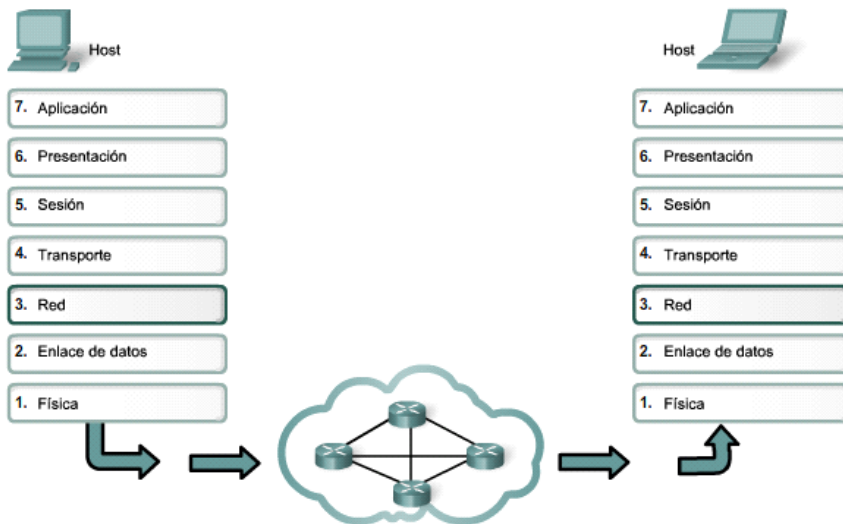 Host
7. Aplicación
6. Presentación
5. Sesión
4. Transporte
3. Red
2. Enlace de datos
1. Física
Host
7. Aplicación
6. Presentación
5. Sesión
4. Transporte
3. Red
2. Enlace de datos
1. Física